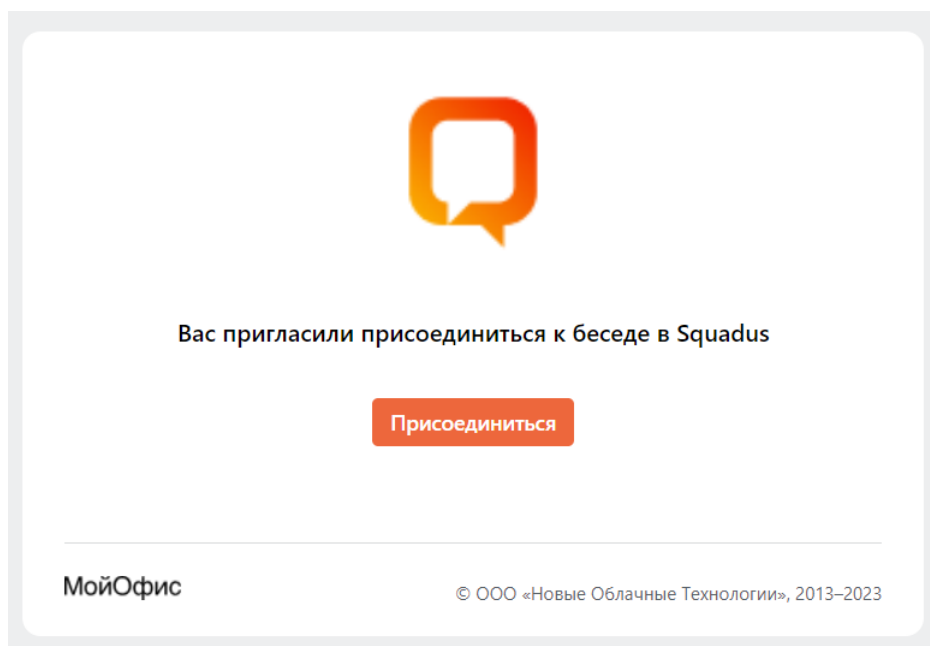 Вас пригласили присоединиться к беседе в Squadus
Присоединиться
МойОфис
© ООО «Новые Облачные Технологии», 2013–2023